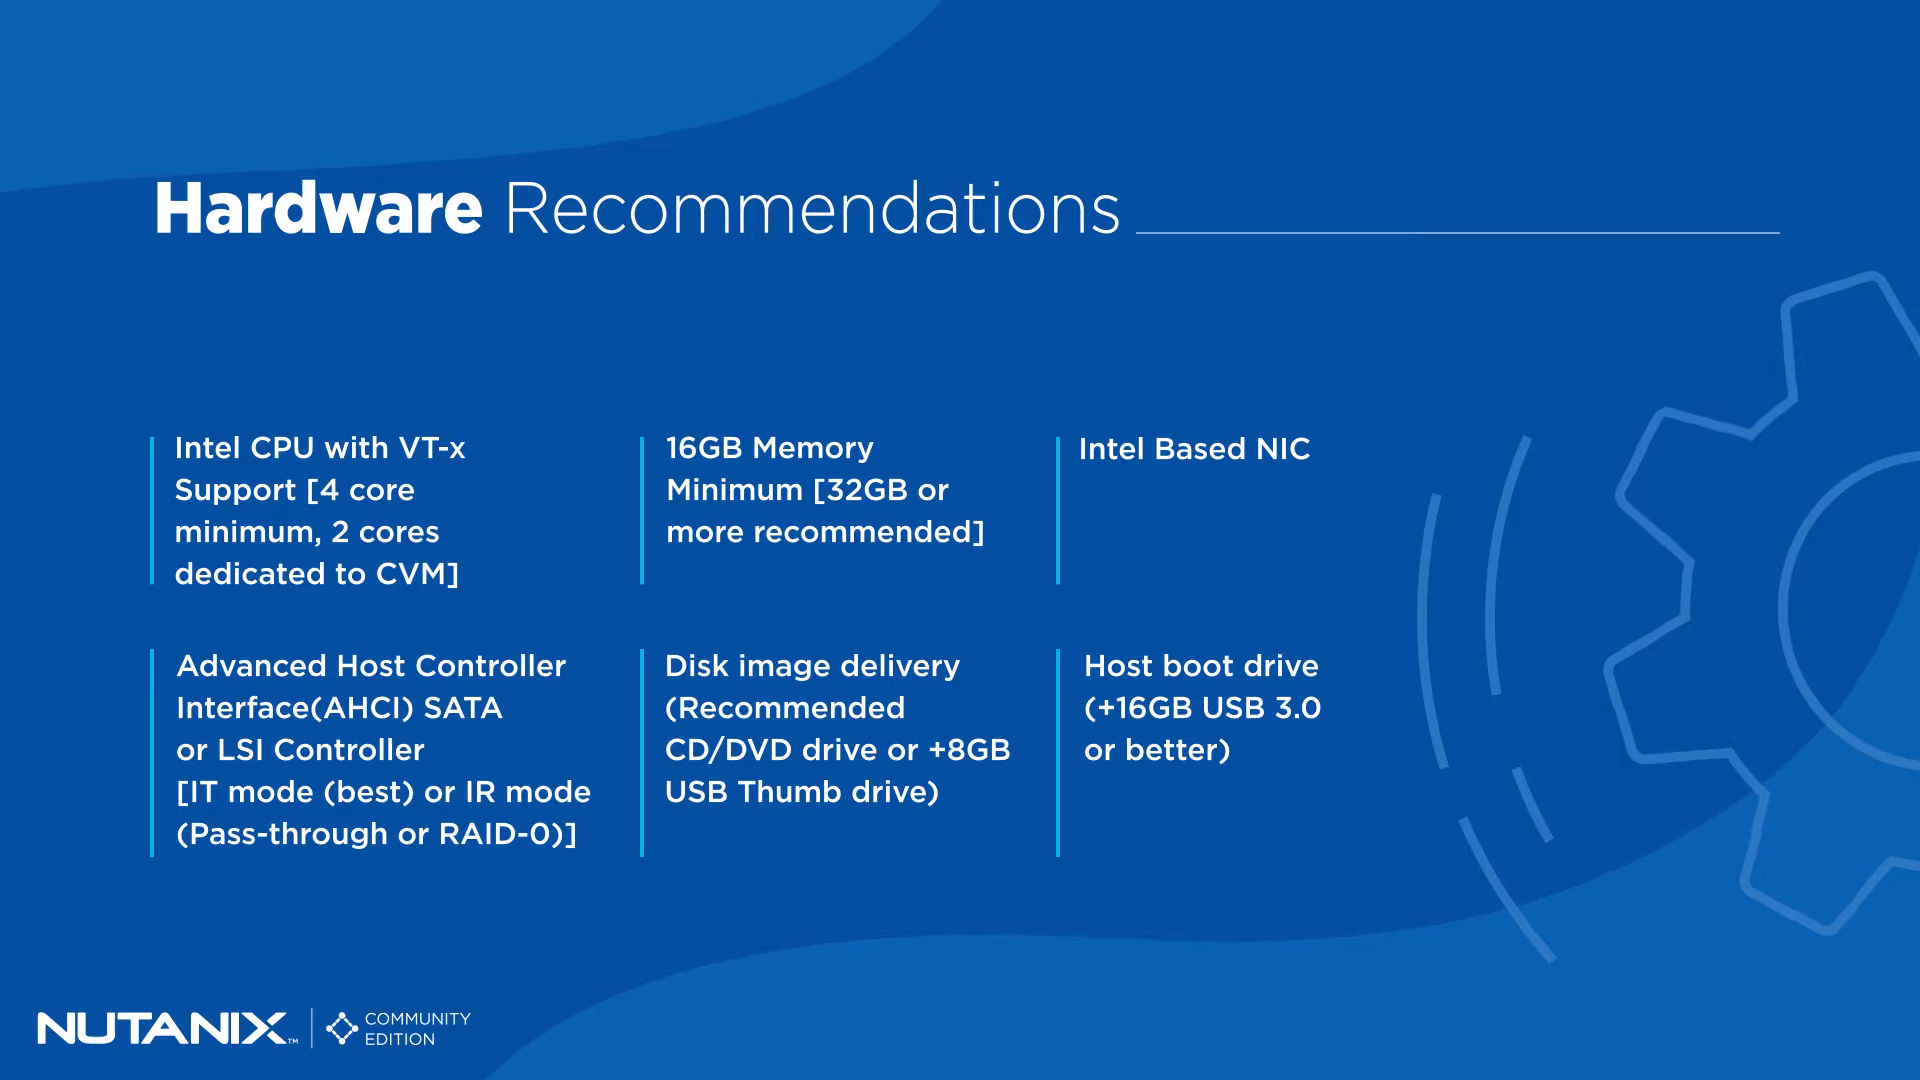 Hardware Recommendations
Intel CPU with VT-x
Support [4 core
minimum, 2 cores
dedicated to CVM]
16GB Memory
Minimum [32GB or
more recommended]
Intel Based NIC
Advanced Host Controller
Interface(AHCI) SATA
or LSI Controller
[IT mode (best) or IR mode
(Pass-through or RAID-0)]
Disk image delivery
(Recommended
CD/DVD drive or +8GB
USB Thumb drive)
Host boot drive
(+16GB USB 3.0
or better)
NUTANIX™
COMMUNITY
EDITION